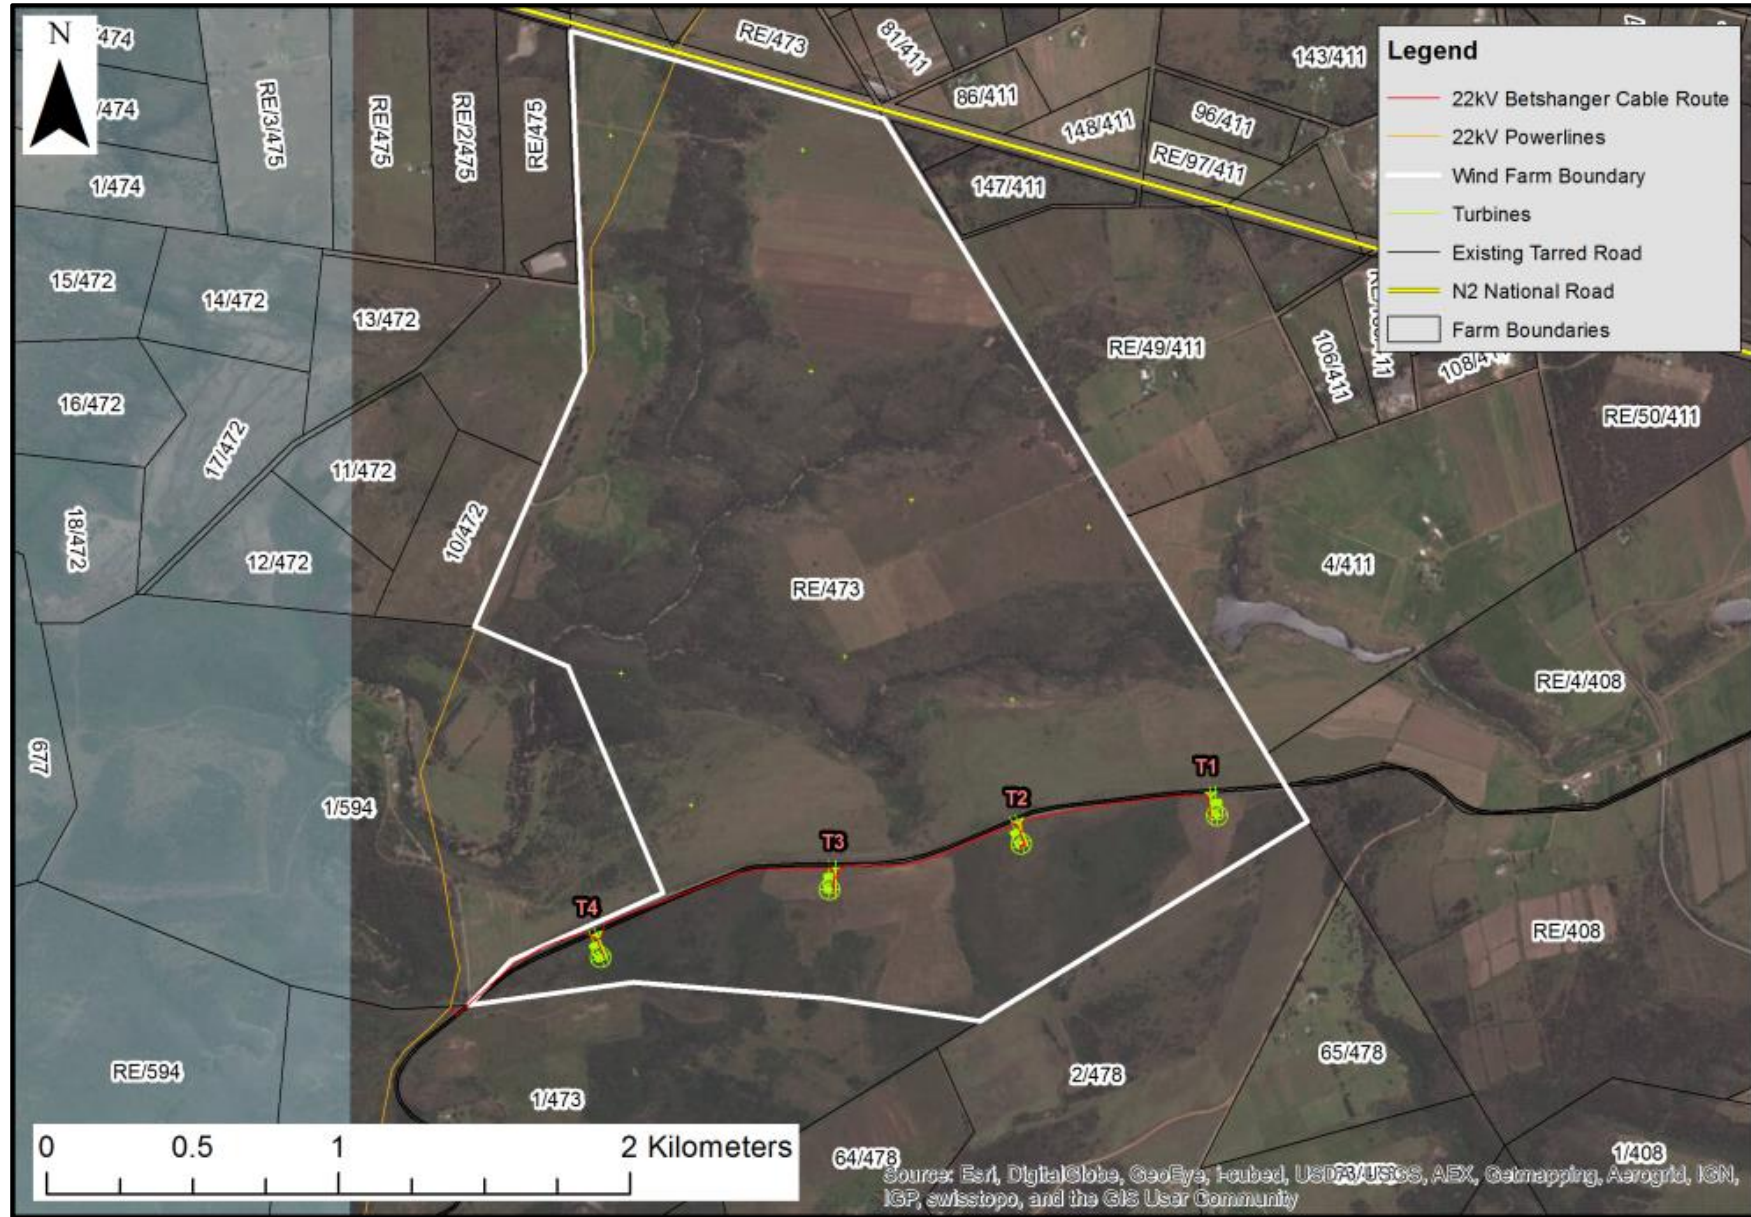 N
/474
/474
1/474
RE/3/475
RE/4/475
RE/2/475
RE/475
RE/473
81/411
86/411
148/411
147/411
143/411
96/411
RE/97/411
Legend
22kV Betshanger Cable Route
22kV Powerlines
Wind Farm Boundary
Turbines
Existing Tarred Road
N2 National Road
Farm Boundaries
15/472
14/472
13/472
16/472
17/472
11/472
10/472
18/472
12/472
RE/49/411
106/411
108/4
RE/50/411
RE/473
4/411
RE/4/408
677
1/594
T1
T2
T3
T4
RE/408
RE/594
1/473
2/478
65/478
64/478
1/408
0 0.5 1 2 Kilometers
Source: Esri, DigitalGlobe, GeoEye, i-cubed, USDA, USGS, AEX, Getmapping, Aerogrid, IGN,
IGP, swisstopo, and the GIS User Community